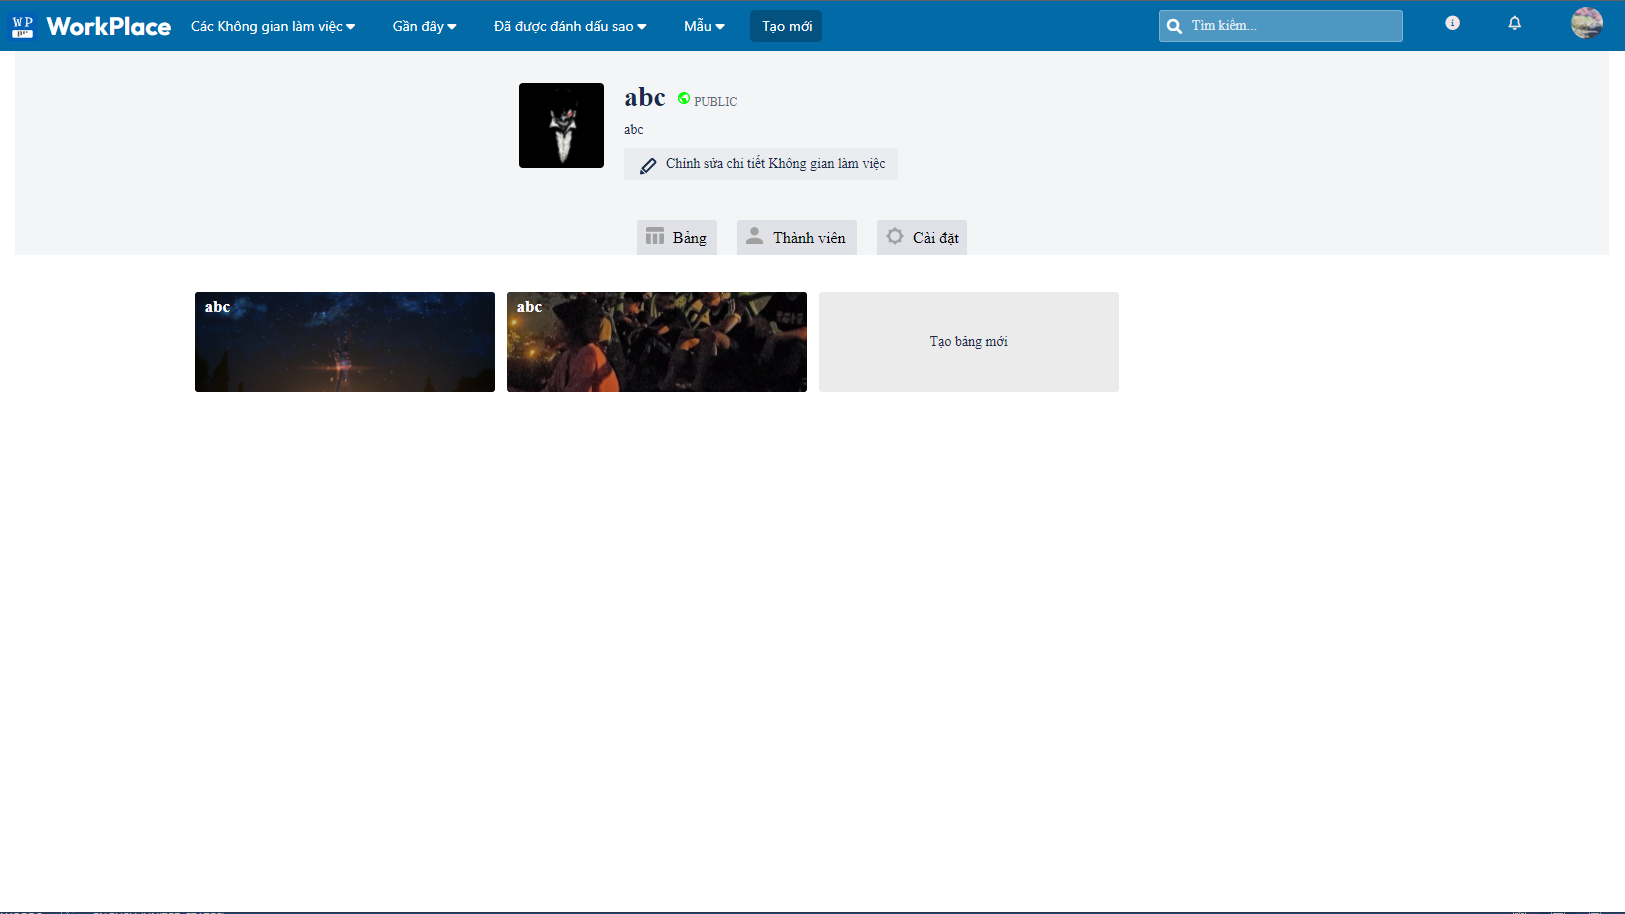 WP WorkPlace Các Không gian làm việc Gần đây Đã được đánh dấu sao Mẫu Tạo mới Tìm kiếm...
abc PUBLIC
abc
Chỉnh sửa chi tiết Không gian làm việc
Bảng Thành viên Cài đặt
abc abc
Tạo bảng mới